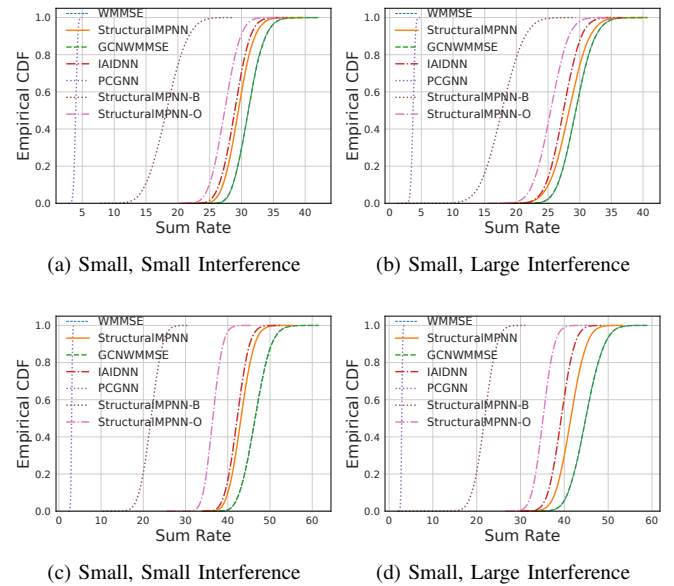 1.0
0.8
0.6
0.4
0.2
0.0
Empirical CDF
WMMSE
StructuralMPNN
GCNWMMSE
IAIDNN
PCGNN
StructuralMPNN-B
StructuralMPNN-O
5 10 15 20 25 30 35 40
Sum Rate
(a) Small, Small Interference
1.0
0.8
0.6
0.4
0.2
0.0
Empirical CDF
WMMSE
StructuralMPNN
GCNWMMSE
IAIDNN
PCGNN
StructuralMPNN-B
StructuralMPNN-O
5 10 15 20 25 30 35 40
Sum Rate
(b) Small, Large Interference
1.0
0.8
0.6
0.4
0.2
0.0
Empirical CDF
WMMSE
StructuralMPNN
GCNWMMSE
IAIDNN
PCGNN
StructuralMPNN-B
StructuralMPNN-O
0 10 20 30 40 50 60
Sum Rate
(c) Small, Small Interference
1.0
0.8
0.6
0.4
0.2
0.0
Empirical CDF
WMMSE
StructuralMPNN
GCNWMMSE
IAIDNN
PCGNN
StructuralMPNN-B
StructuralMPNN-O
0 10 20 30 40 50 60
Sum Rate
(d) Small, Large Interference